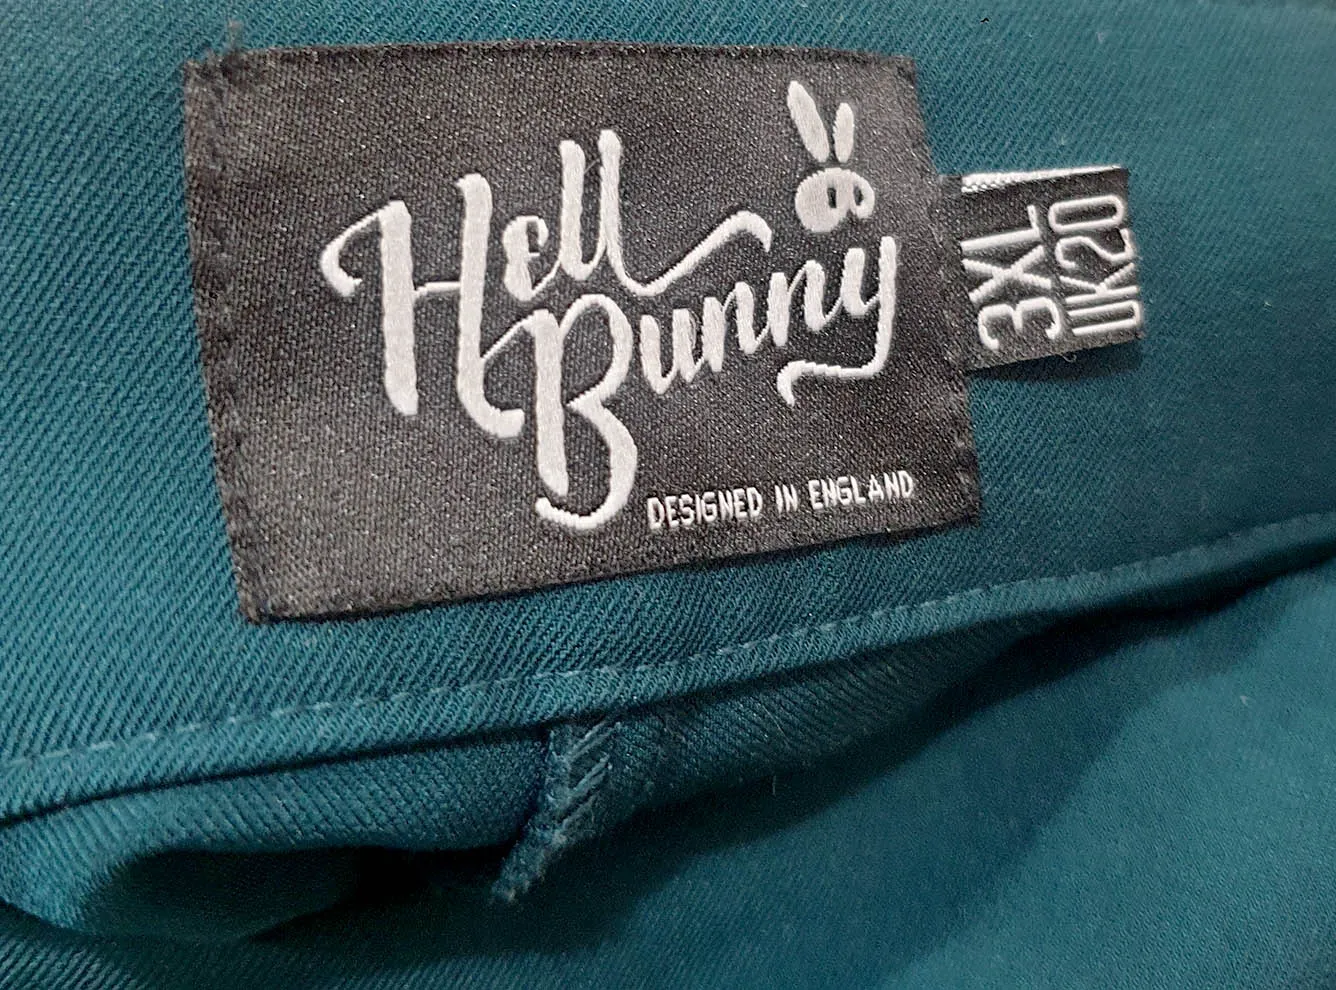 Hell
Bunny
DESIGNED IN ENGLAND
3XL
UK20